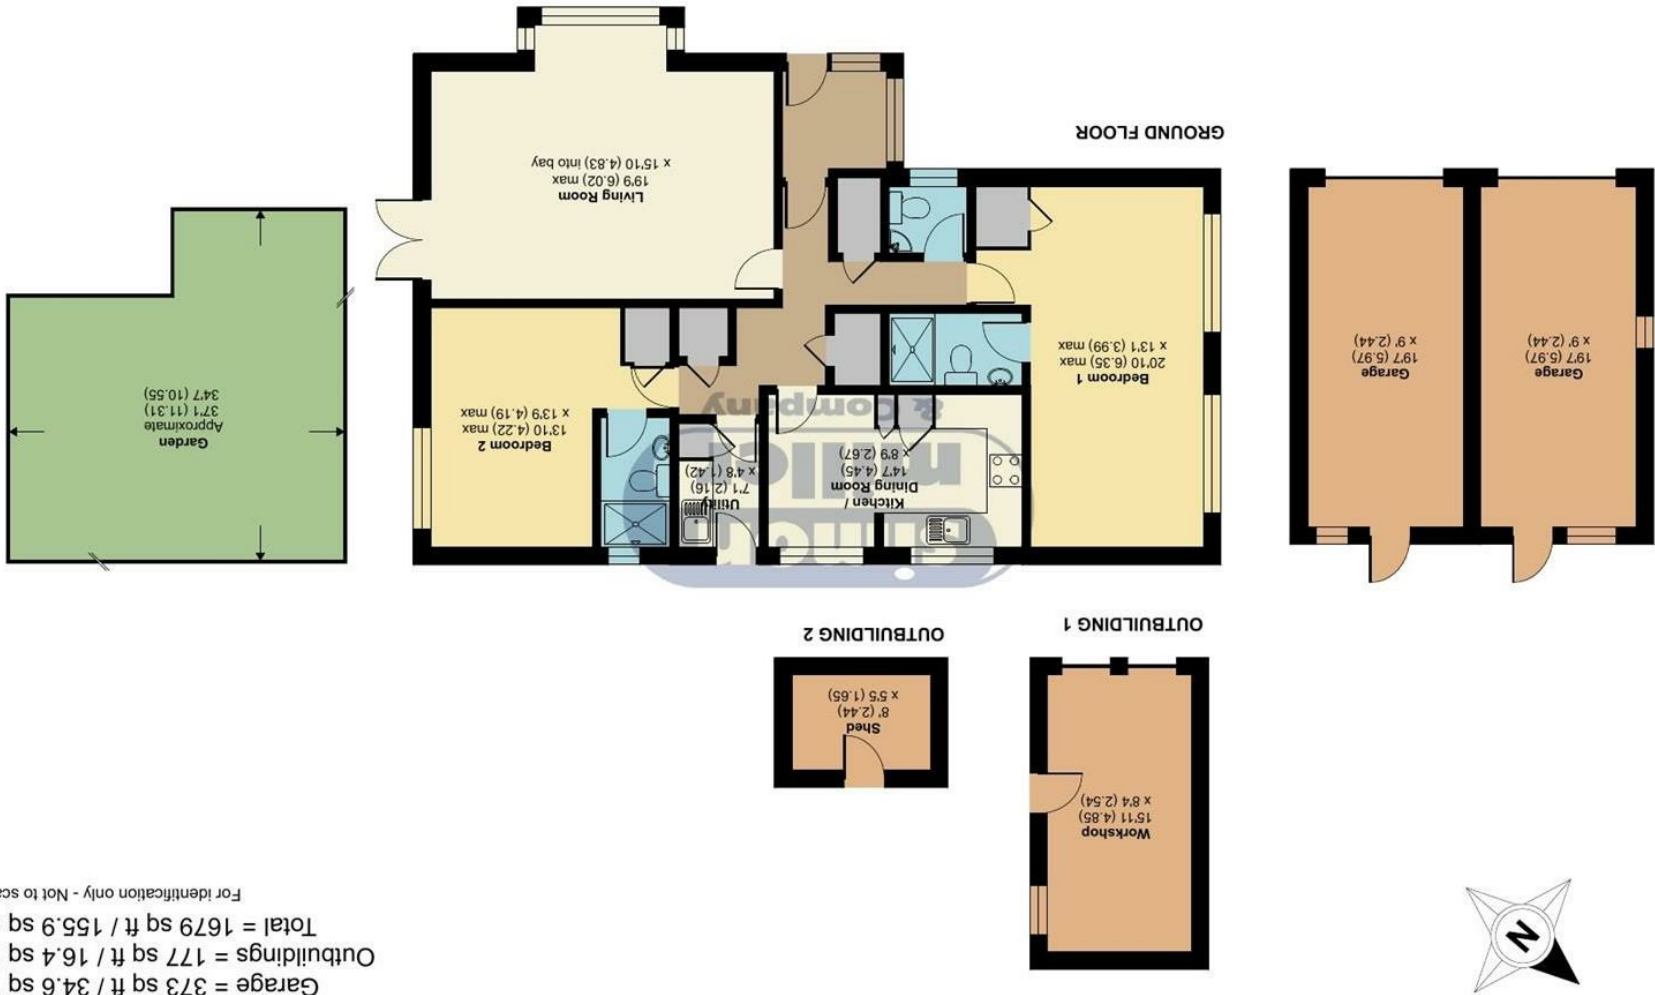 Garage = 373 sq ft / 34.6 sq
Outbuildings = 177 sq ft / 16.4 sq
Total = 1679 sq ft / 155.9 sq
For identification only - Not to sca
N
Workshop
15'11 (4.85)
x 8'4 (2.54)
OUTBUILDING 1
Shed
8' (2.44)
x 5'5 (1.65)
OUTBUILDING 2
Garage
19'7 (5.97)
x 9' (2.44)
Garage
19'7 (5.97)
x 9' (2.44)
Bedroom 1
20'10 (6.35) max
x 13'1 (3.99) max
Kitchen /
Dining Room
14'7 (4.45)
x 8'9 (2.67)
Utility
7'1 (2.16)
x 4'8 (1.42)
simon
miller
& Company
Bedroom 2
13'10 (4.22) max
x 13'9 (4.19) max
Garden
Approximate
37'1 (11.31)
34'7 (10.55)
Living Room
19'9 (6.02) max
x 15'10 (4.83) into bay
GROUND FLOOR